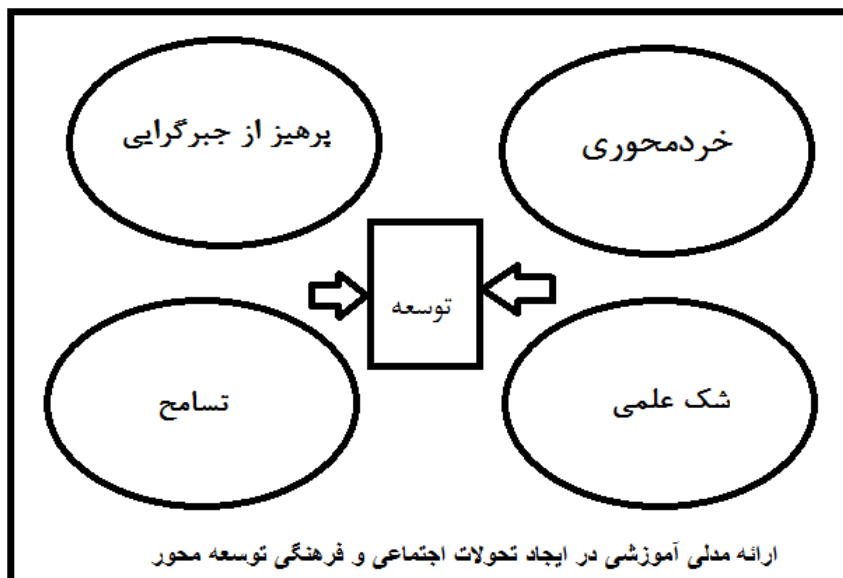 خردمحوری
پرهیز از جبرگرایی
توسعه
شک علمی
تسامح
ارائه مدلی آموزشی در ایجاد تحولات اجتماعی و فرهنگی توسعه محور